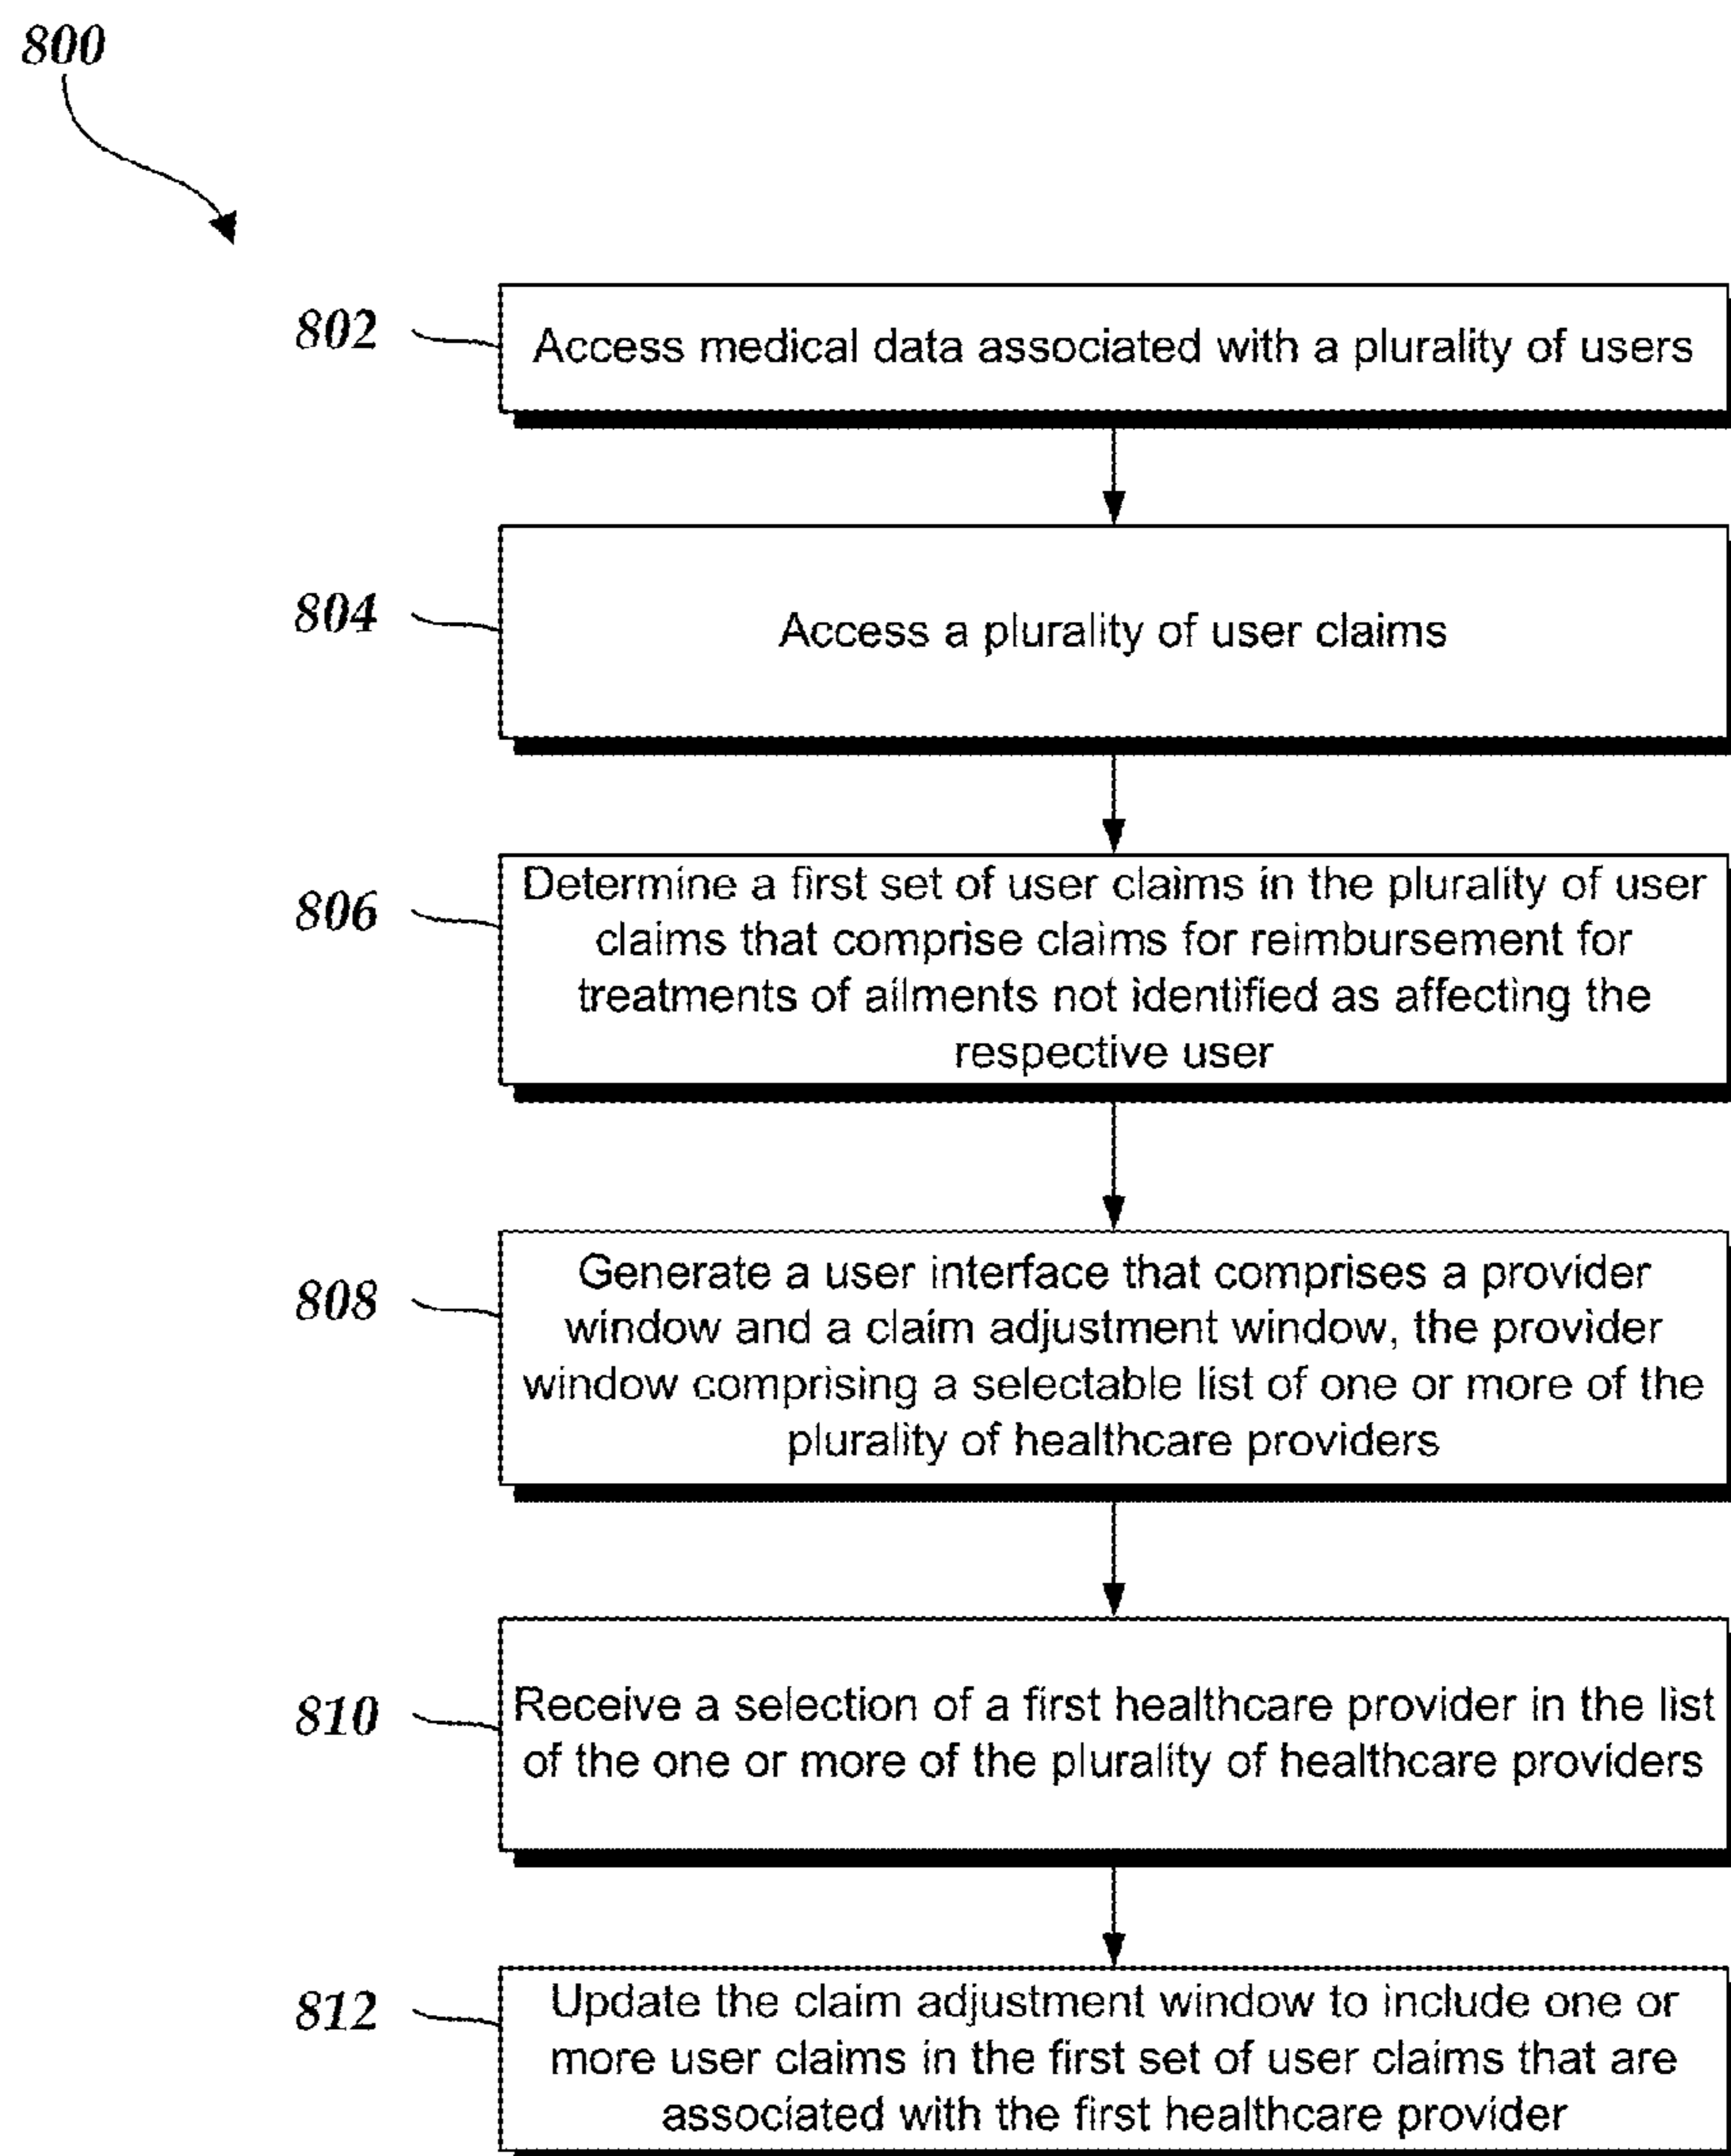 800
802
Access medical data associated with a plurality of users
804
Access a plurality of user claims
806
Determine a first set of user claims in the plurality of user
claims that comprise claims for reimbursement for
treatments of ailments not identified as affecting the
respective user
808
Generate a user interface that comprises a provider
window and a claim adjustment window, the provider
window comprising a selectable list of one or more of the
plurality of healthcare providers
810
Receive a selection of a first healthcare provider in the list
of the one or more of the plurality of healthcare providers
812
Update the claim adjustment window to include one or
more user claims in the first set of user claims that are
associated with the first healthcare provider